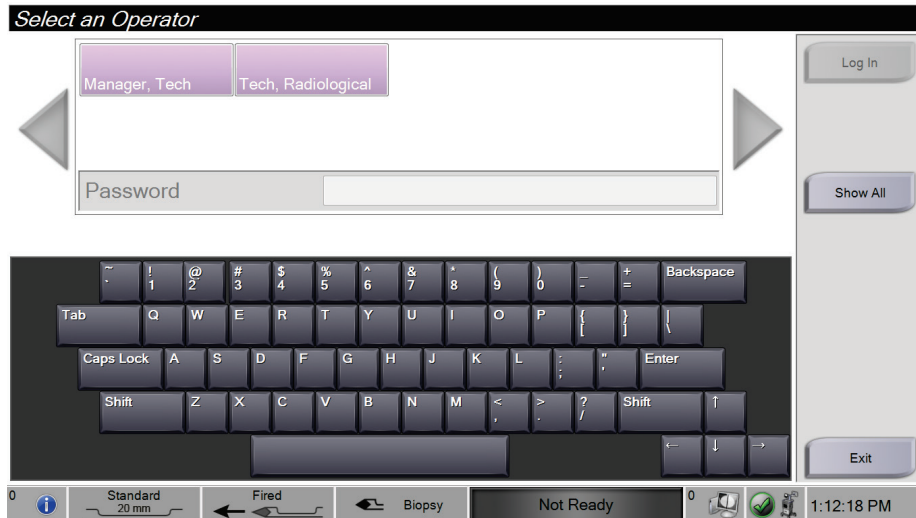 Select an Operator
Manager, Tech
Tech, Radiological
Log In
Password
Show All
~ ! @ # $ % ^ & * ( ) _ + Backspace
` 1 2 3 4 5 6 7 8 9 0 - =
Tab Q W E R T Y U I O P { } |
[ ] \
Caps Lock A S D F G H J K L : " Enter
; '
Shift Z X C V B N M < > ? Shift ↑
, . /
← ↓ →
Exit
0
i
Standard
20 mm
Fired
Biopsy
Not Ready
0
1:12:18 PM